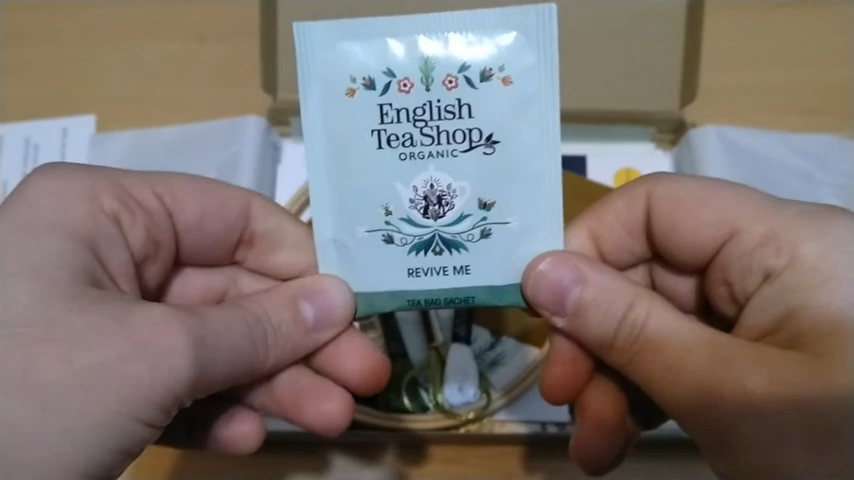 English
Tea Shop
ORGANIC
REVIVE ME
TEA BAG SACHET